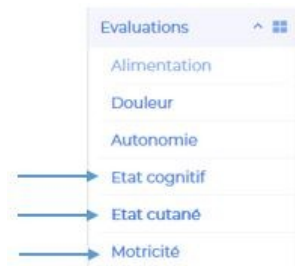 Evaluations
Alimentation
Douleur
Autonomie
Etat cognitif
Etat cutané
Motricité